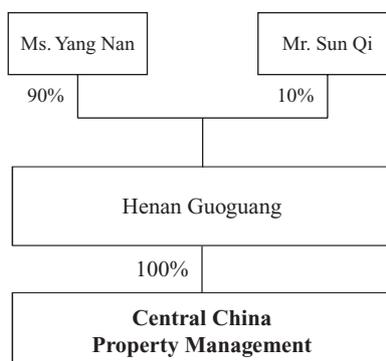 Ms. Yang Nan
Mr. Sun Qi
90%
10%
Henan Guoguang
100%
Central China
Property Management